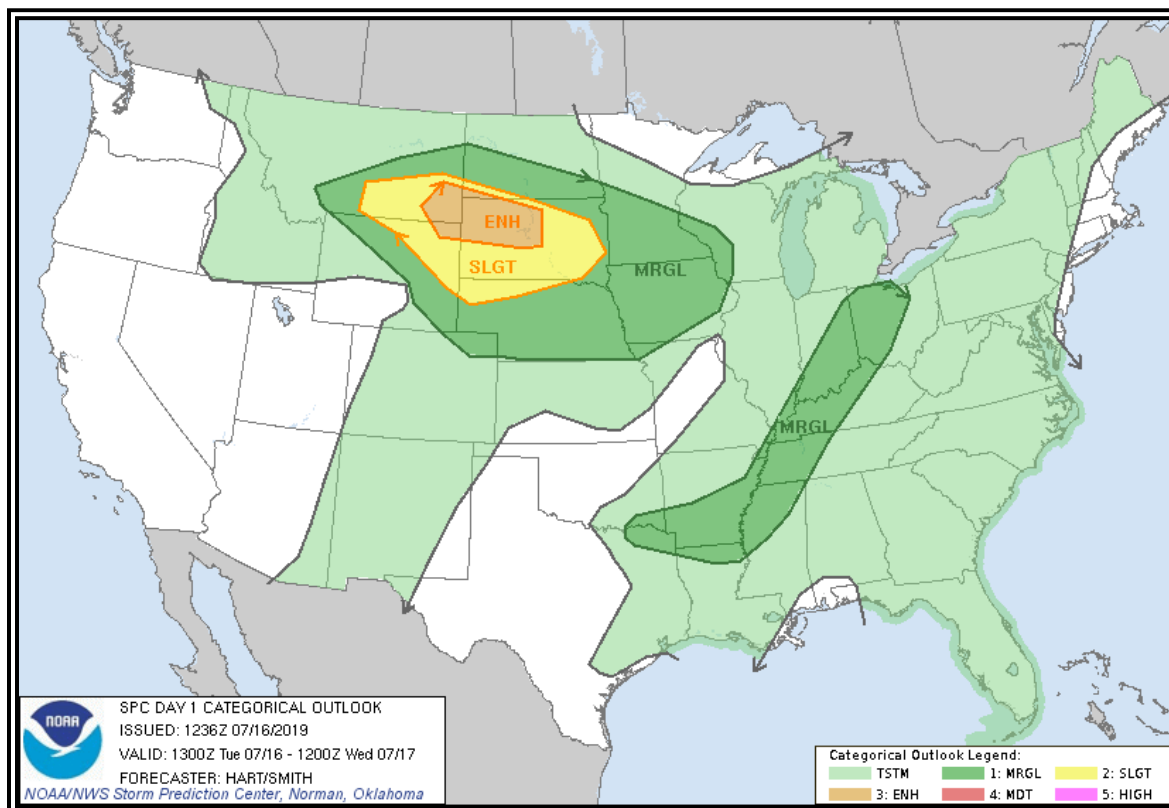 ENH
SLGT
MRGL
MRGL
NOAA
SPC DAY 1 CATEGORICAL OUTLOOK
ISSUED: 1236Z 07/16/2019
VALID: 1300Z Tue 07/16 - 1200Z Wed 07/17
FORECASTER: HART/SMITH
NOAA/NWS Storm Prediction Center, Norman, Oklahoma
Categorical Outlook Legend:
TSTM 1: MRGL 2: SLGT
3: ENH 4: MDT 5: HIGH